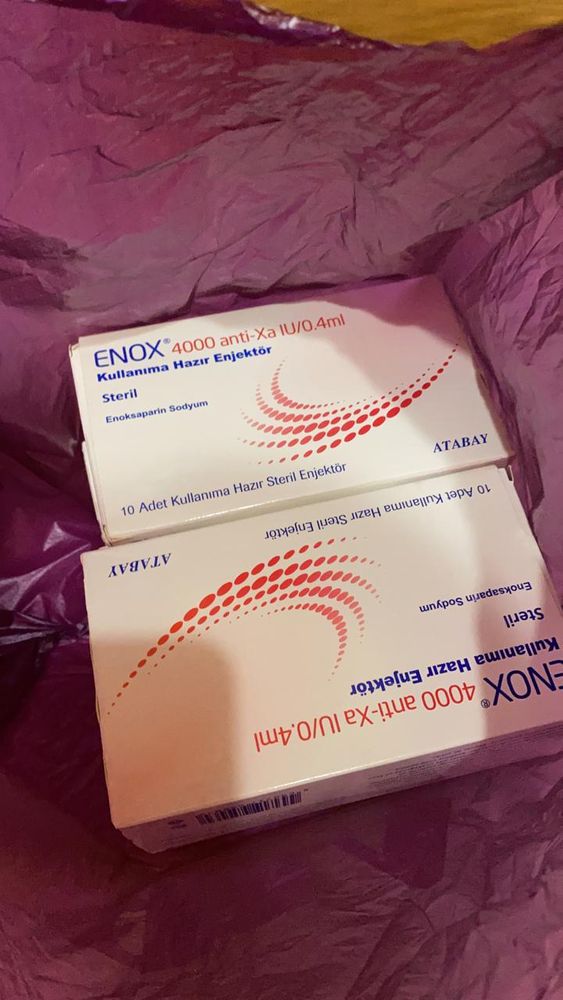 ENOX® 4000 anti-Xa IU/0.4ml
Kullanıma Hazır Enjektör
Steril
Enoksaparin Sodyum
ATABAY
10 Adet Kullanıma Hazır Steril Enjektör
ENOX® 4000 anti-Xa IU/0.4ml
Kullanıma Hazır Enjektör
Steril
Enoksaparin Sodyum
ATABAY
10 Adet Kullanıma Hazır Steril Enjektör